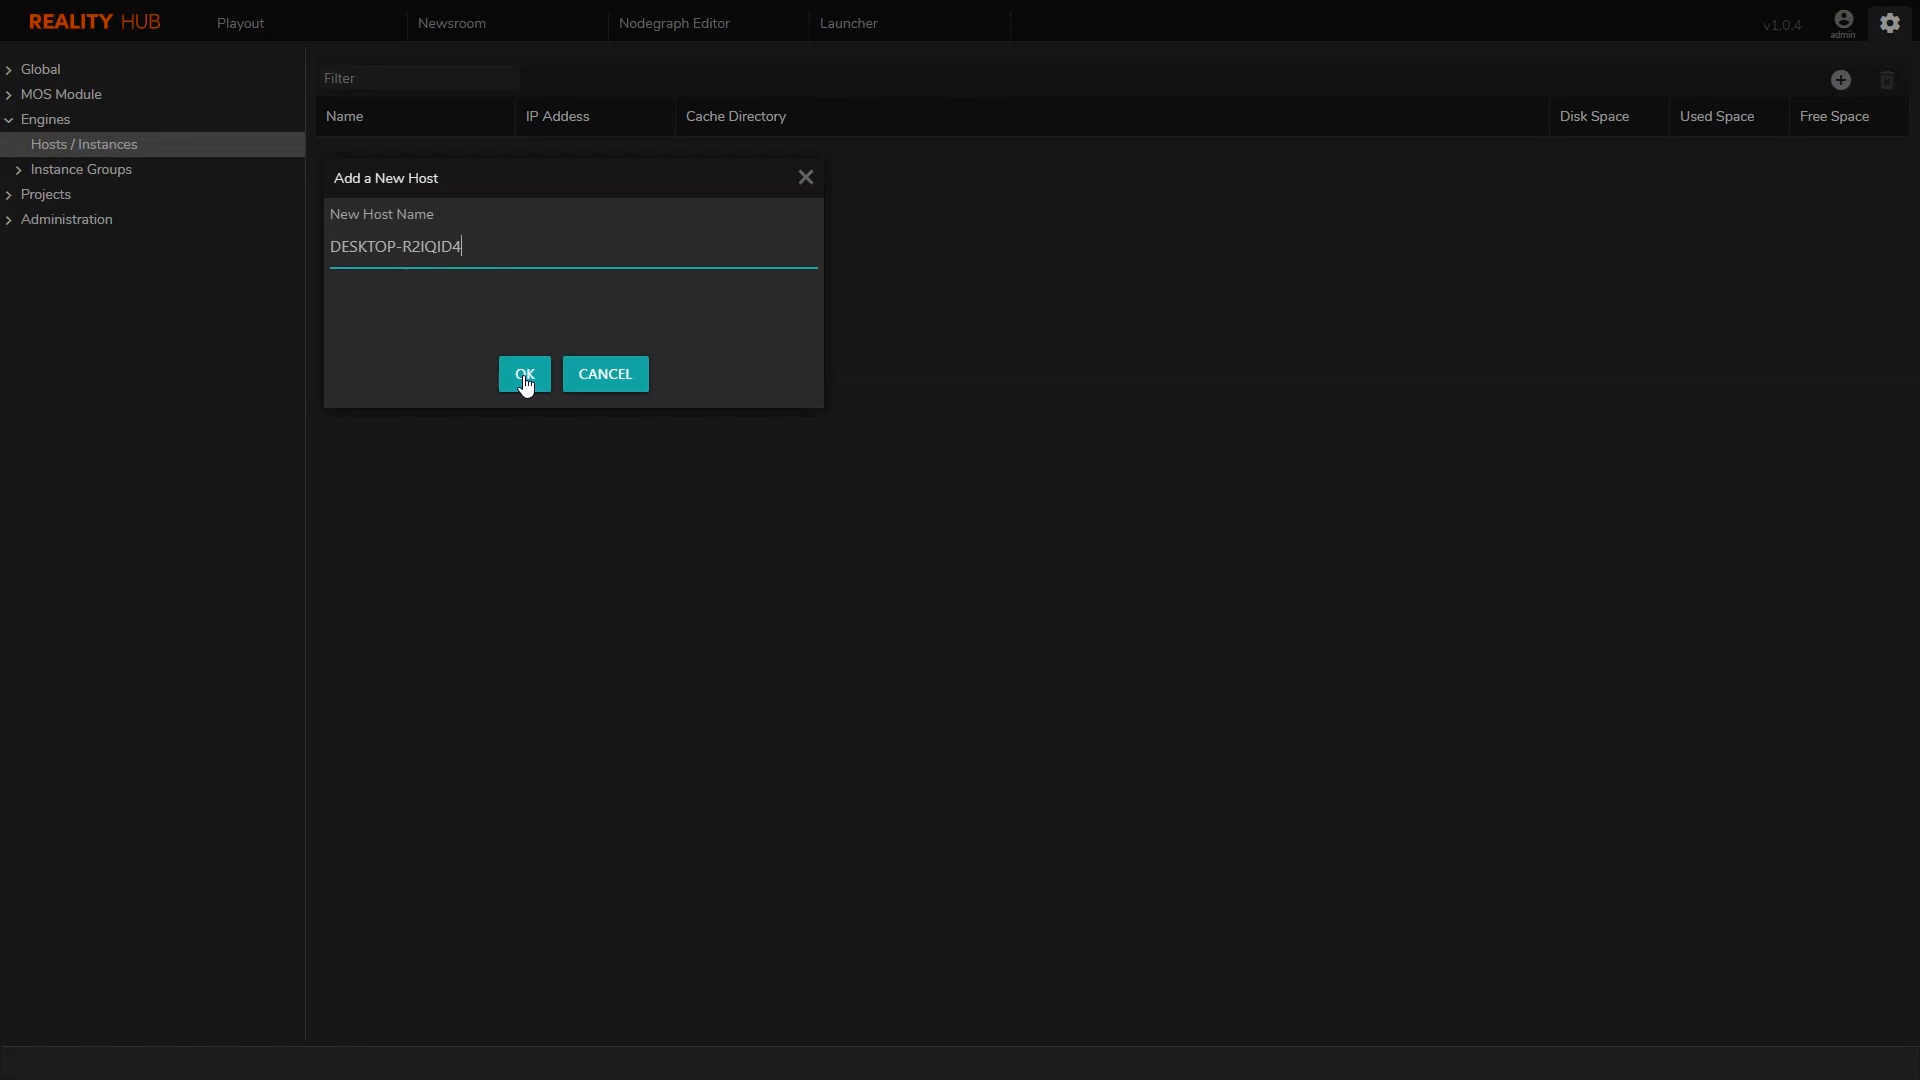 REALITY HUB
Playout
Newsroom
Nodegraph Editor
Launcher
v1.0.4
admin
Global
MOS Module
Engines
Hosts / Instances
Instance Groups
Projects
Administration
Filter
Name
IP Addess
Cache Directory
Disk Space
Used Space
Free Space
Add a New Host
New Host Name
DESKTOP-R2IQID4
OK
CANCEL